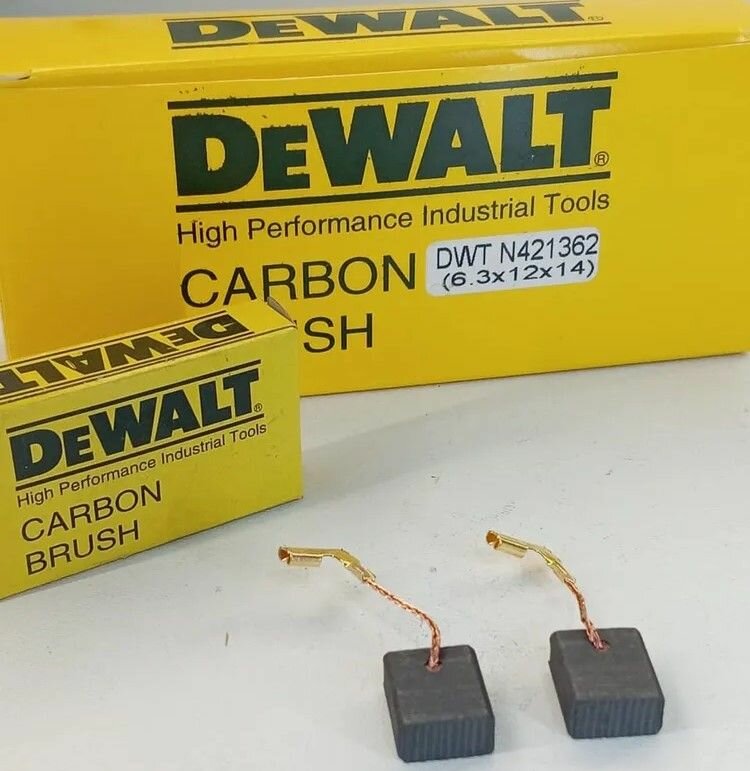 DEWALT®
DEWALT®
High Performance Industrial Tools
CARBON
DWT N421362
(6.3x12x14)
SH
DEWALT
DEWALT®
High Performance Industrial Tools
CARBON
BRUSH